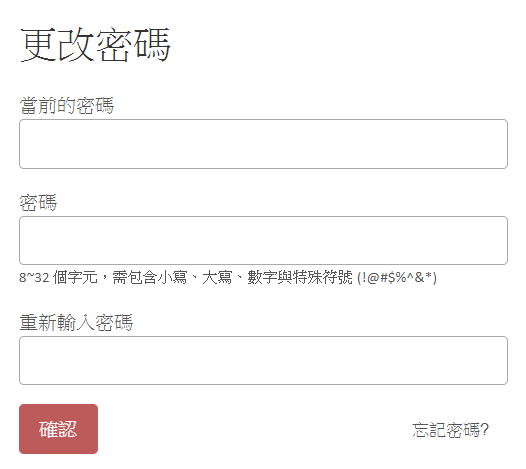 更改密碼
當前的密碼
密碼
8~32 個字元，需包含小寫、大寫、數字與特殊符號 (!@#$%^&*)
重新輸入密碼
確認
忘記密碼?